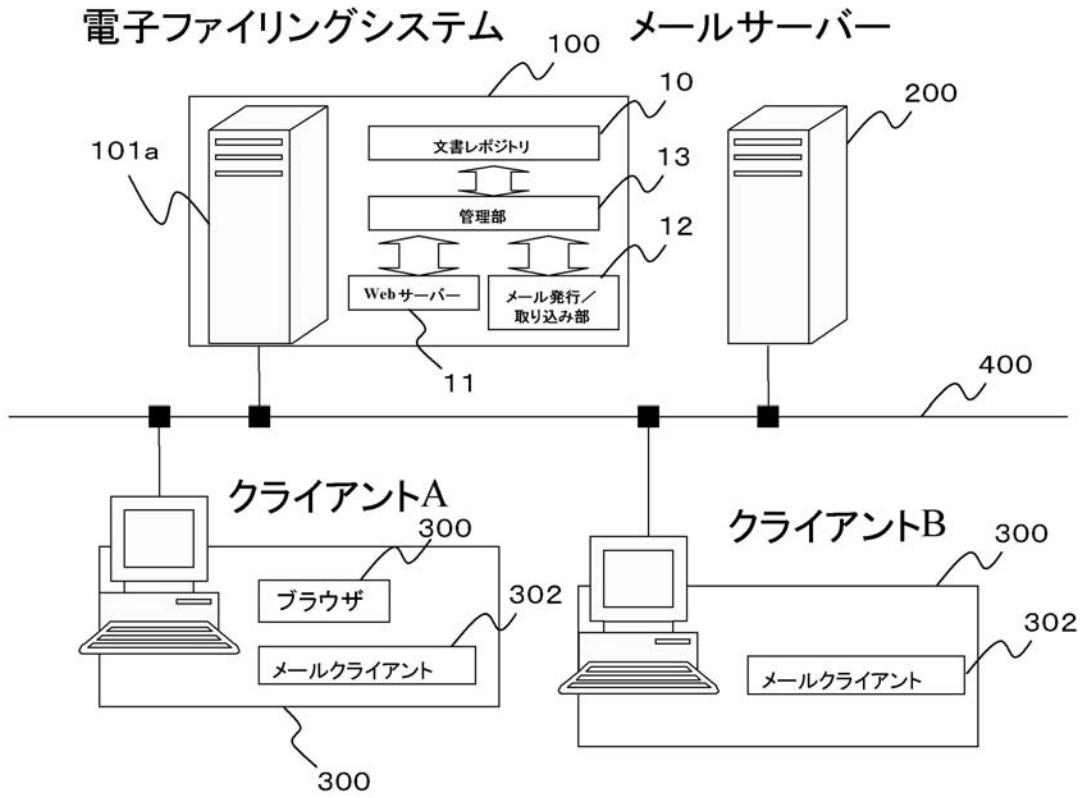 電子ファイリングシステム
メールサーバー
100
10
200
101a
文書レポジトリ
13
管理部
12
Webサーバー
メール発行／
取り込み部
11
400
クライアントA
300
ブラウザ
302
メールクライアント
300
クライアントB
300
302
メールクライアント